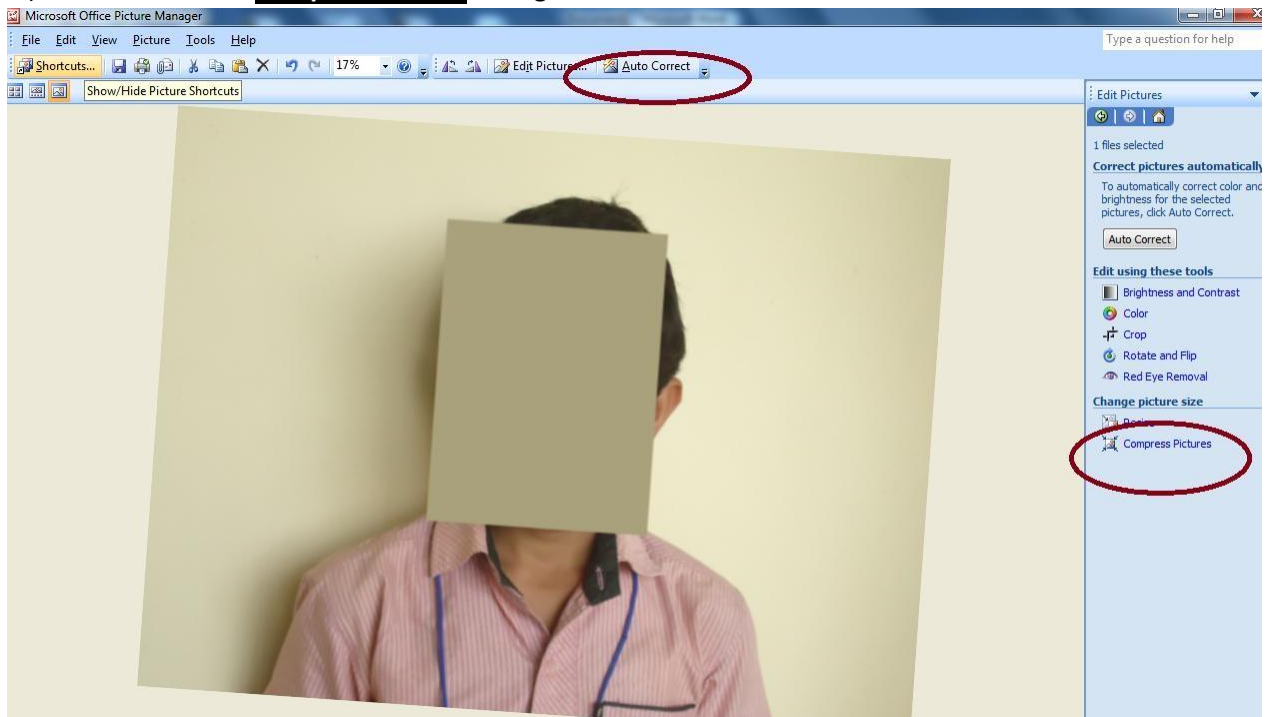 Microsoft Office Picture Manager
File Edit View Picture Tools Help
Type a question for help
Shortcuts... 17% Edit Picture... Auto Correct
Show/Hide Picture Shortcuts
Edit Pictures
1 files selected
Correct pictures automatically
To automatically correct color and
brightness for the selected
pictures, click Auto Correct.
Auto Correct
Edit using these tools
Brightness and Contrast
Color
Crop
Rotate and Flip
Red Eye Removal
Change picture size
Resize
Compress Pictures